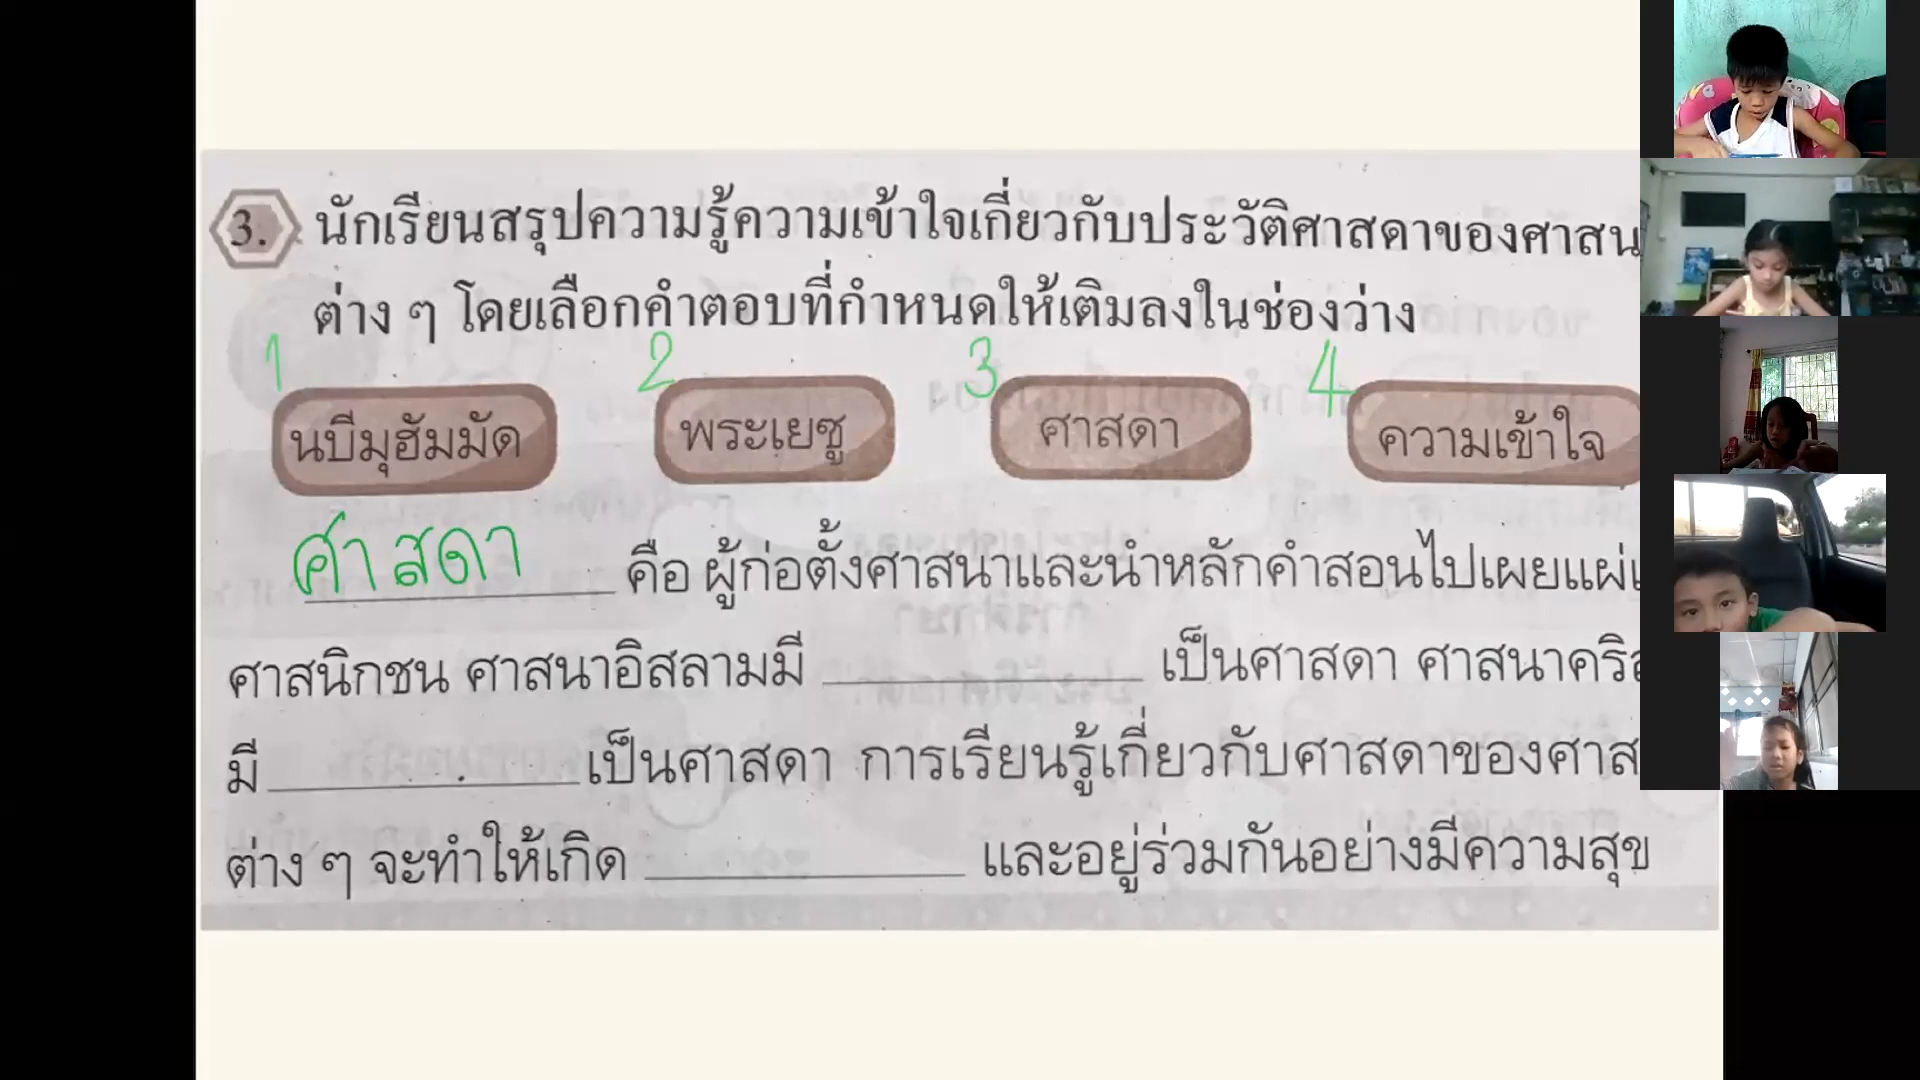 3. นักเรียนสรุปความรู้ความเข้าใจเกี่ยวกับประวัติศาสดาของศาสน
ต่าง ๆ โดยเลือกคำตอบที่กำหนดให้เติมลงในช่องว่าง
1 2 3 4
นบีมุฮัมมัด พระเยซู ศาสดา ความเข้าใจ
ศาสดา คือ ผู้ก่อตั้งศาสนาและนำหลักคำสอนไปเผยแผ่
ศาสนิกชน ศาสนาอิสลามมี ____ เป็นศาสดา ศาสนาคริ
มี ____ เป็นศาสดา การเรียนรู้เกี่ยวกับศาสดาของศาส
ต่าง ๆ จะทำให้เกิด ____ และอยู่ร่วมกันอย่างมีความสุข